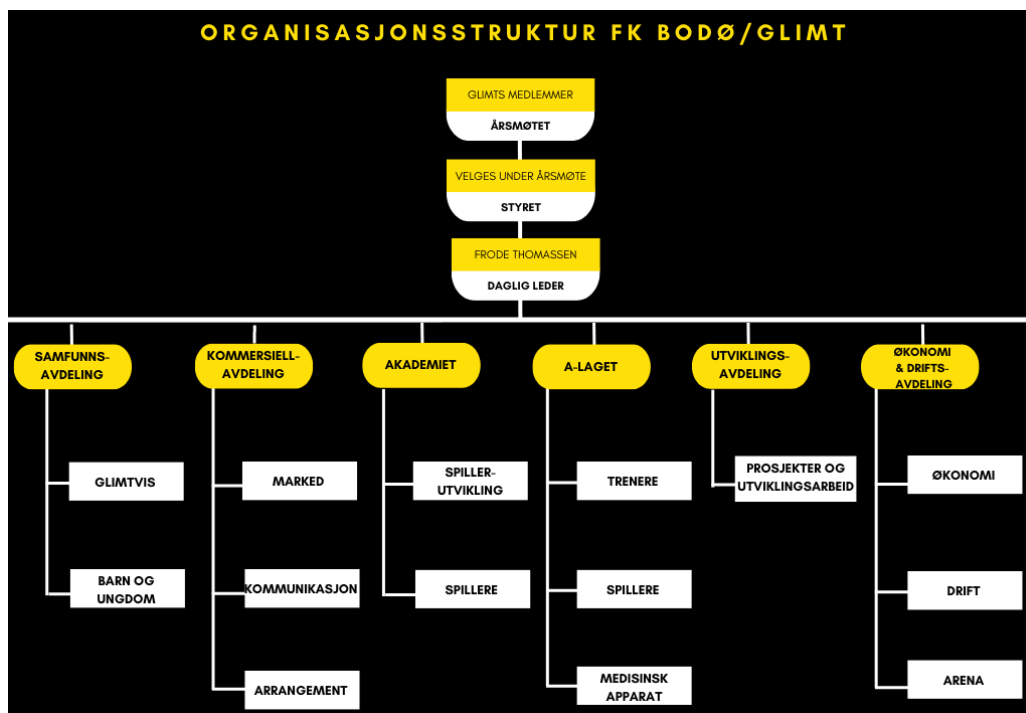 ORGANISASJONSSTRUKTUR FK BODØ/GLIMT
GLIMTS MEDLEMMER
ÅRSMØTET
VELGES UNDER ÅRSMØTE
STYRET
FRODE THOMASSEN
DAGLIG LEDER
SAMFUNNS-
AVDELING
KOMMERSIELL-
AVDELING
AKADEMIET
A-LAGET
UTVIKLINGS-
AVDELING
ØKONOMI
& DRIFTS-
AVDELING
GLIMTVIS
MARKED
SPILLER-
UTVIKLING
TRENERE
PROSJEKTER OG
UTVIKLINGSARBEID
ØKONOMI
BARN OG
UNGDOM
KOMMUNIKASJON
SPILLERE
SPILLERE
DRIFT
ARRANGEMENT
MEDISINSK
APPARAT
ARENA